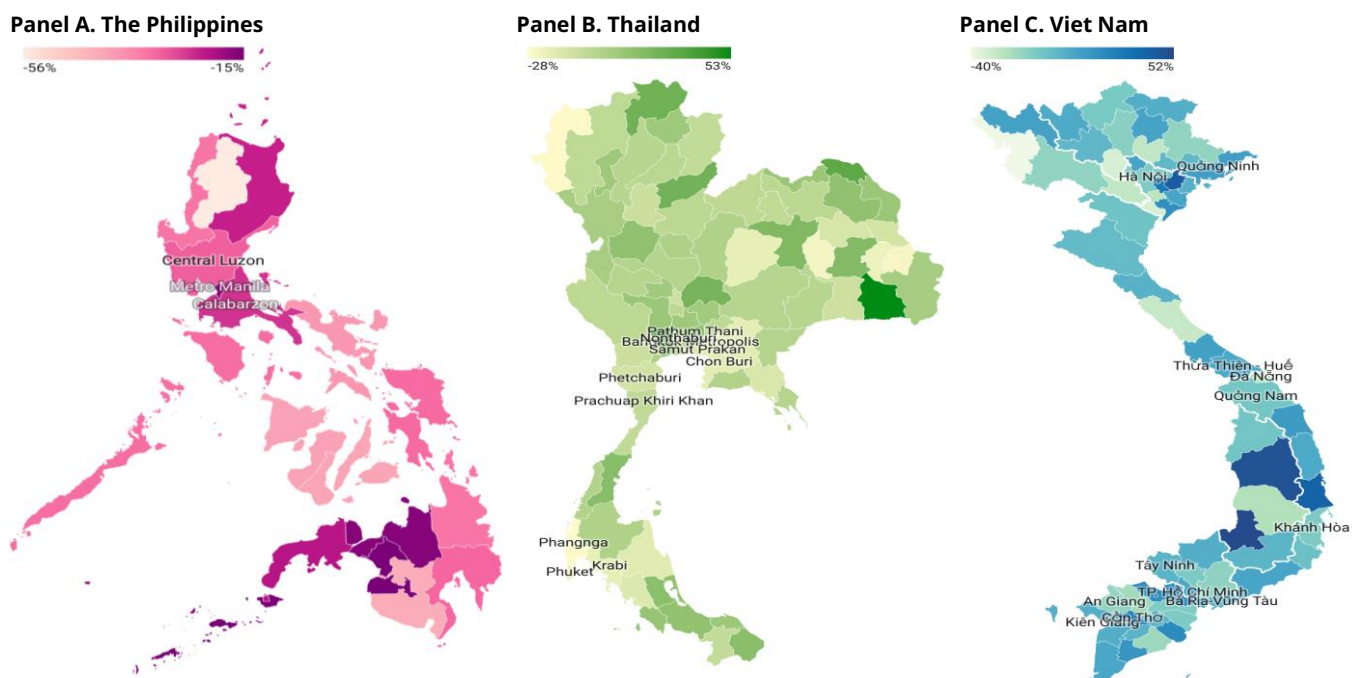 Panel A. The Philippines
-56%
-15%
Central Luzon
Metro Manila
Calabarzon
Panel B. Thailand
-28%
53%
Pathum Thani
Nonthaburi
Bangkok Metropolis
Samut Prakan
Chon Buri
Phetchaburi
Prachuap Khiri Khan
Phangnga
Krabi
Phuket
Panel C. Viet Nam
-40%
52%
Quảng Ninh
Hà Nội
Thừa Thiên - Huế
Đà Nẵng
Quảng Nam
Khánh Hòa
Tây Ninh
TP. Hồ Chí Minh
An Giang
Bà Rịa-Vũng Tàu
Cần Thơ
Kiên Giang